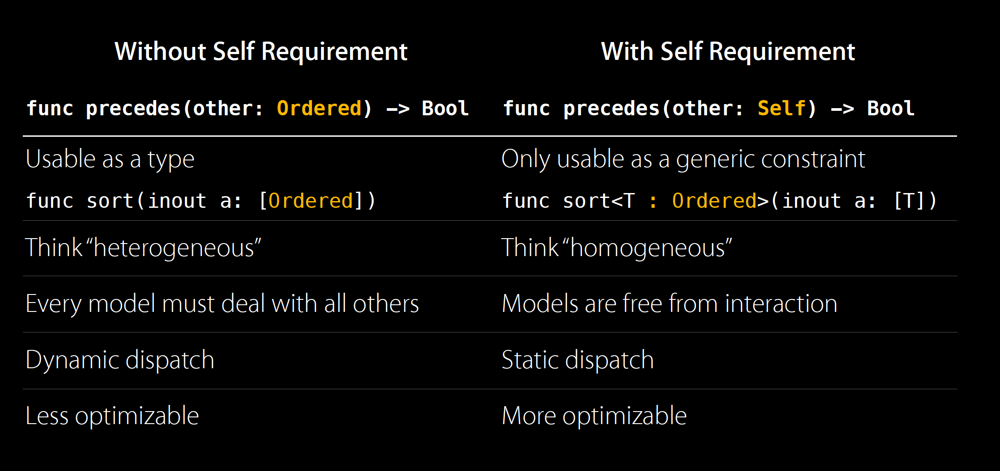 Without Self Requirement
With Self Requirement
func precedes(other: Ordered) -> Bool
func precedes(other: Self) -> Bool
Usable as a type
Only usable as a generic constraint
func sort(inout a: [Ordered])
func sort<T : Ordered>(inout a: [T])
Think “heterogeneous”
Think “homogeneous”
Every model must deal with all others
Models are free from interaction
Dynamic dispatch
Static dispatch
Less optimizable
More optimizable